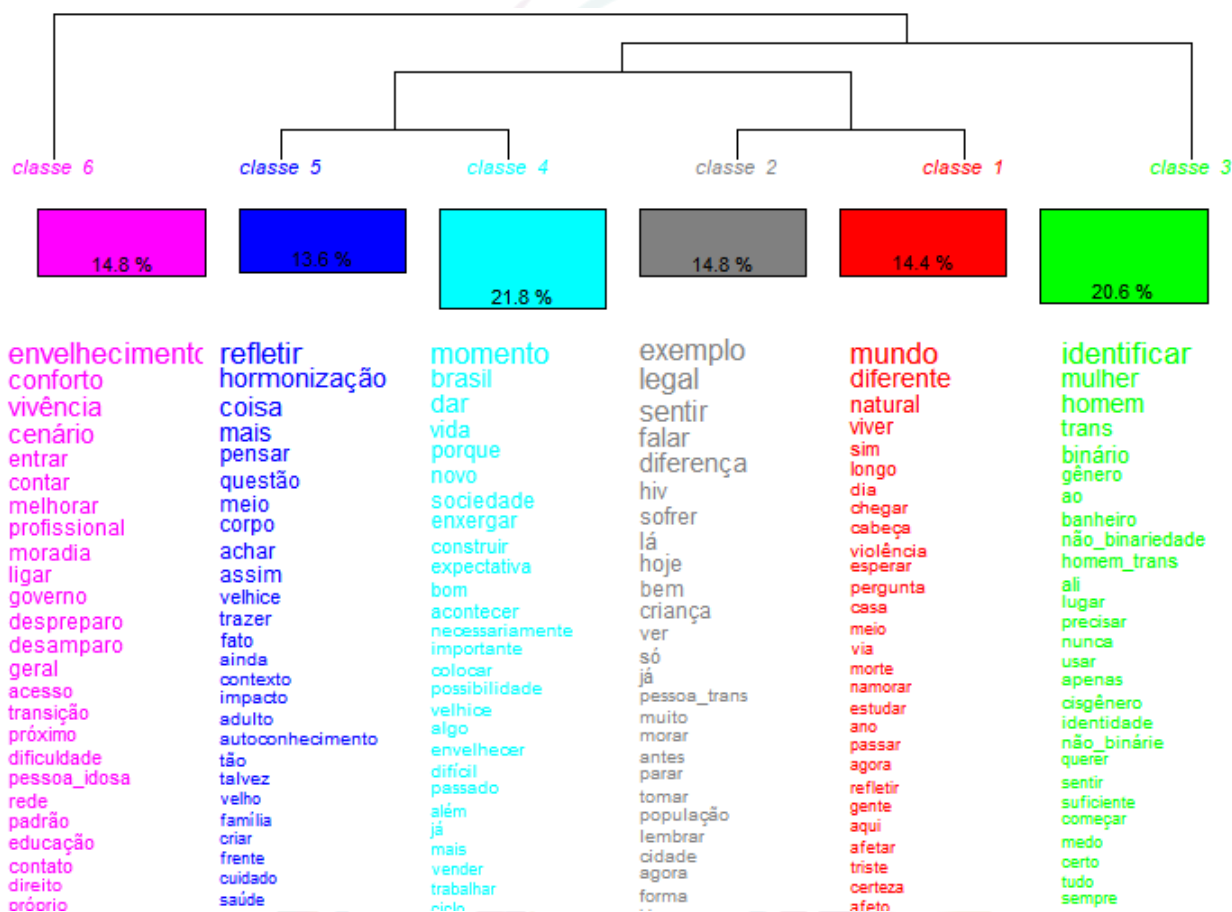 classe 6
classe 5
classe 4
classe 2
classe 1
classe 3
14.8 %
13.6 %
21.8 %
14.8 %
14.4 %
20.6 %
envelhecimento
conforto
vivência
cenário
entrar
contar
melhorar
profissional
moradia
ligar
governo
despreparo
desamparo
geral
acesso
transição
próximo
dificuldade
pessoa_idosa
rede
padrão
educação
contato
direito
próprio
refletir
hormonização
coisa
mais
pensar
questão
meio
corpo
achar
assim
velhice
trazer
fato
ainda
contexto
impacto
adulto
autoconhecimento
tão
talvez
velho
família
criar
frente
cuidado
saúde
momento
brasil
dar
vida
porque
novo
sociedade
enxergar
construir
expectativa
bom
acontecer
necessariamente
importante
colocar
possibilidade
velhice
algo
envelhecer
difícil
passado
além
já
mais
vender
trabalhar
ciclo
exemplo
legal
sentir
falar
diferença
hiv
sofrer
lá
hoje
bem
criança
ver
só
já
pessoa_trans
muito
morar
antes
parar
tomar
população
lembrar
cidade
agora
forma
mundo
diferente
natural
viver
sim
longo
dia
chegar
cabeça
violência
esperar
pergunta
casa
meio
via
morte
namorar
estudar
ano
passar
agora
refletir
gente
aqui
afetar
triste
certeza
afeto
identificar
mulher
homem
trans
binário
gênero
ao
banheiro
não_binariedade
homem_trans
ali
lugar
precisar
nunca
usar
apenas
cisgênero
identidade
não_binárie
querer
sentir
suficiente
começar
medo
certo
tudo
sempre